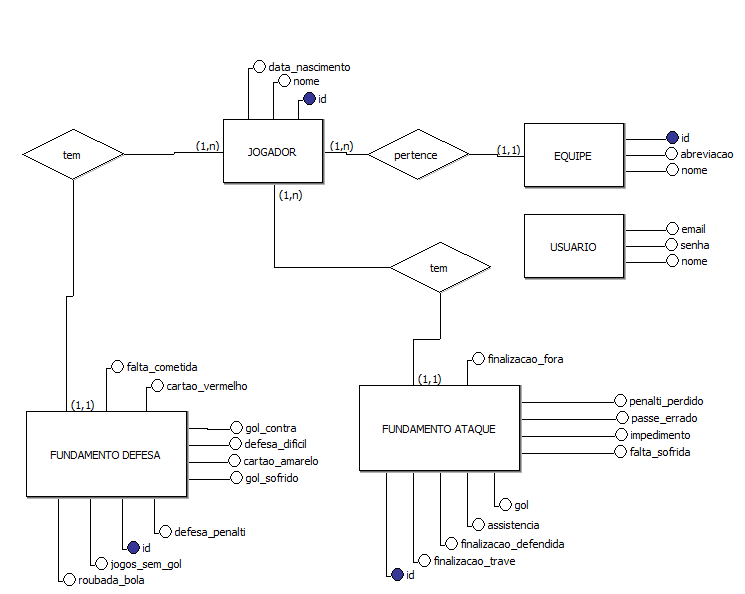 data_nascimento
nome
id
tem
(1,n)
JOGADOR
(1,n)
pertence
(1,1)
EQUIPE
id
abreviacao
nome
(1,n)
USUARIO
email
senha
nome
tem
falta_cometida
cartao_vermelho
(1,1)
FUNDAMENTO DEFESA
gol_contra
defesa_dificil
cartao_amarelo
gol_sofrido
defesa_penalti
id
jogos_sem_gol
roubada_bola
finalizacao_fora
(1,1)
FUNDAMENTO ATAQUE
penalti_perdido
passe_errado
impedimento
falta_sofrida
gol
assistencia
finalizacao_defendida
finalizacao_trave
id